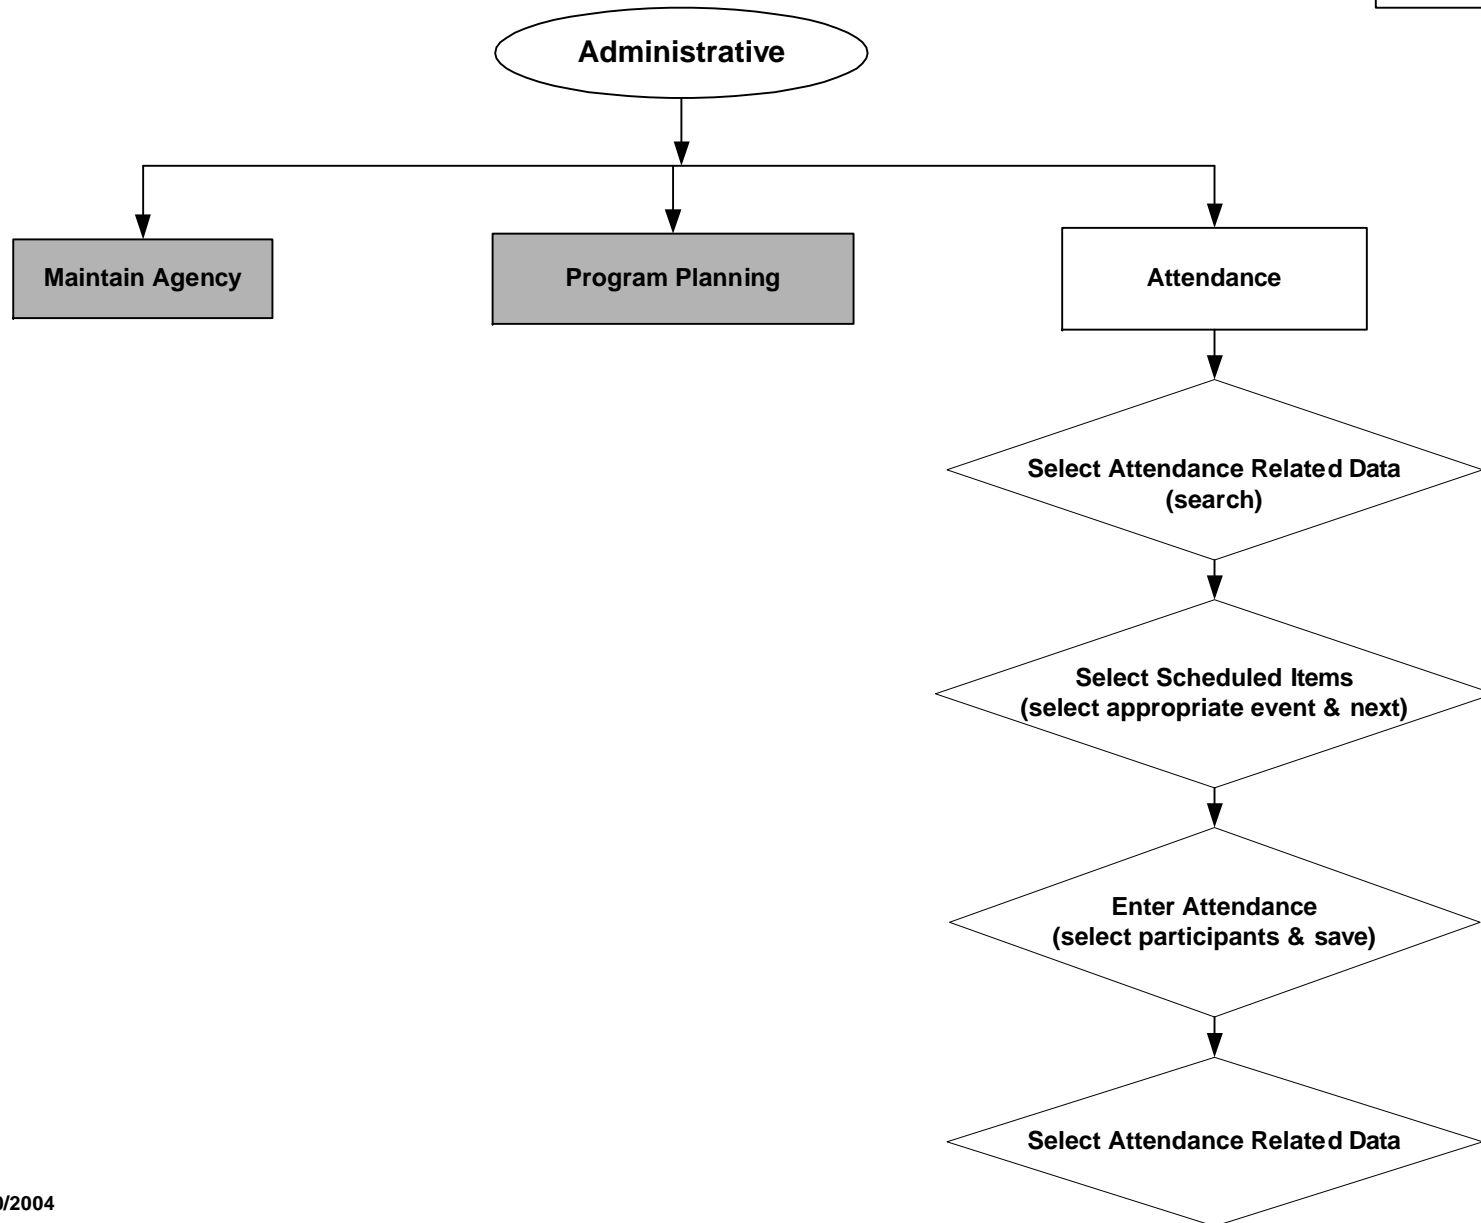 Administrative
Maintain Agency
Program Planning
Attendance
Select Attendance Related Data
(search)
Select Scheduled Items
(select appropriate event & next)
Enter Attendance
(select participants & save)
Select Attendance Related Data
/2004